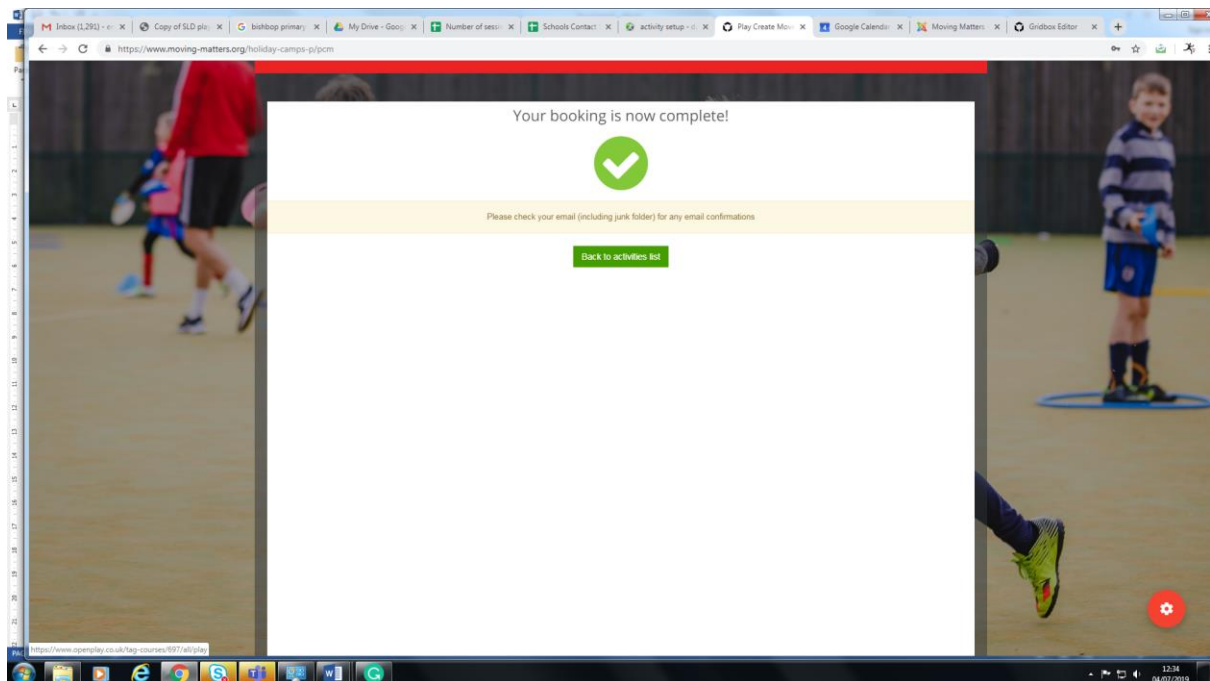 Inbox (1,291) - e
Copy of SLD pla
bishbop primary
My Drive - Goog
Number of sessi
Schools Contact
activity setup - d
Play Create Mov
Google Calendar
Moving Matters
Gridbox Editor
https://www.moving-matters.org/holiday-camps-p/pcm
Your booking is now complete!
Please check your email (including junk folder) for any email confirmations
Back to activities list
https://www.openplay.co.uk/tag-courses/697/all/play
12:34
04/07/2019